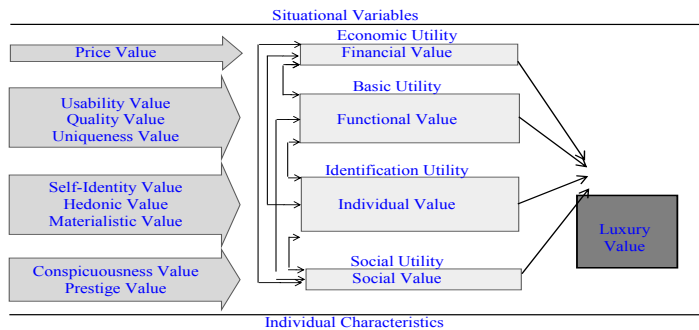 Situational Variables
Economic Utility
Price Value
Financial Value
Basic Utility
Usability Value
Quality Value
Uniqueness Value
Functional Value
Identification Utility
Self-Identity Value
Hedonic Value
Materialistic Value
Individual Value
Luxury
Value
Social Utility
Conspicuousness Value
Prestige Value
Social Value
Individual Characteristics